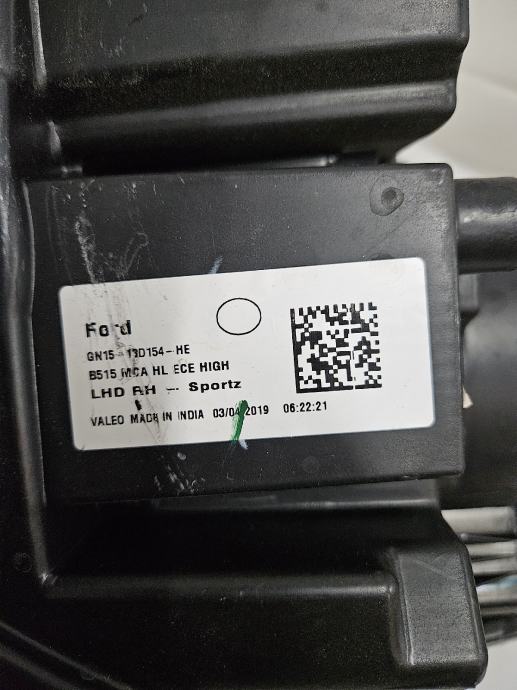 Ford
GN15-13D154-HE
B515 MCA HL ECE HIGH
LHD RH -- Sportz
VALEO MADE IN INDIA 03/04/2019 06:22:21